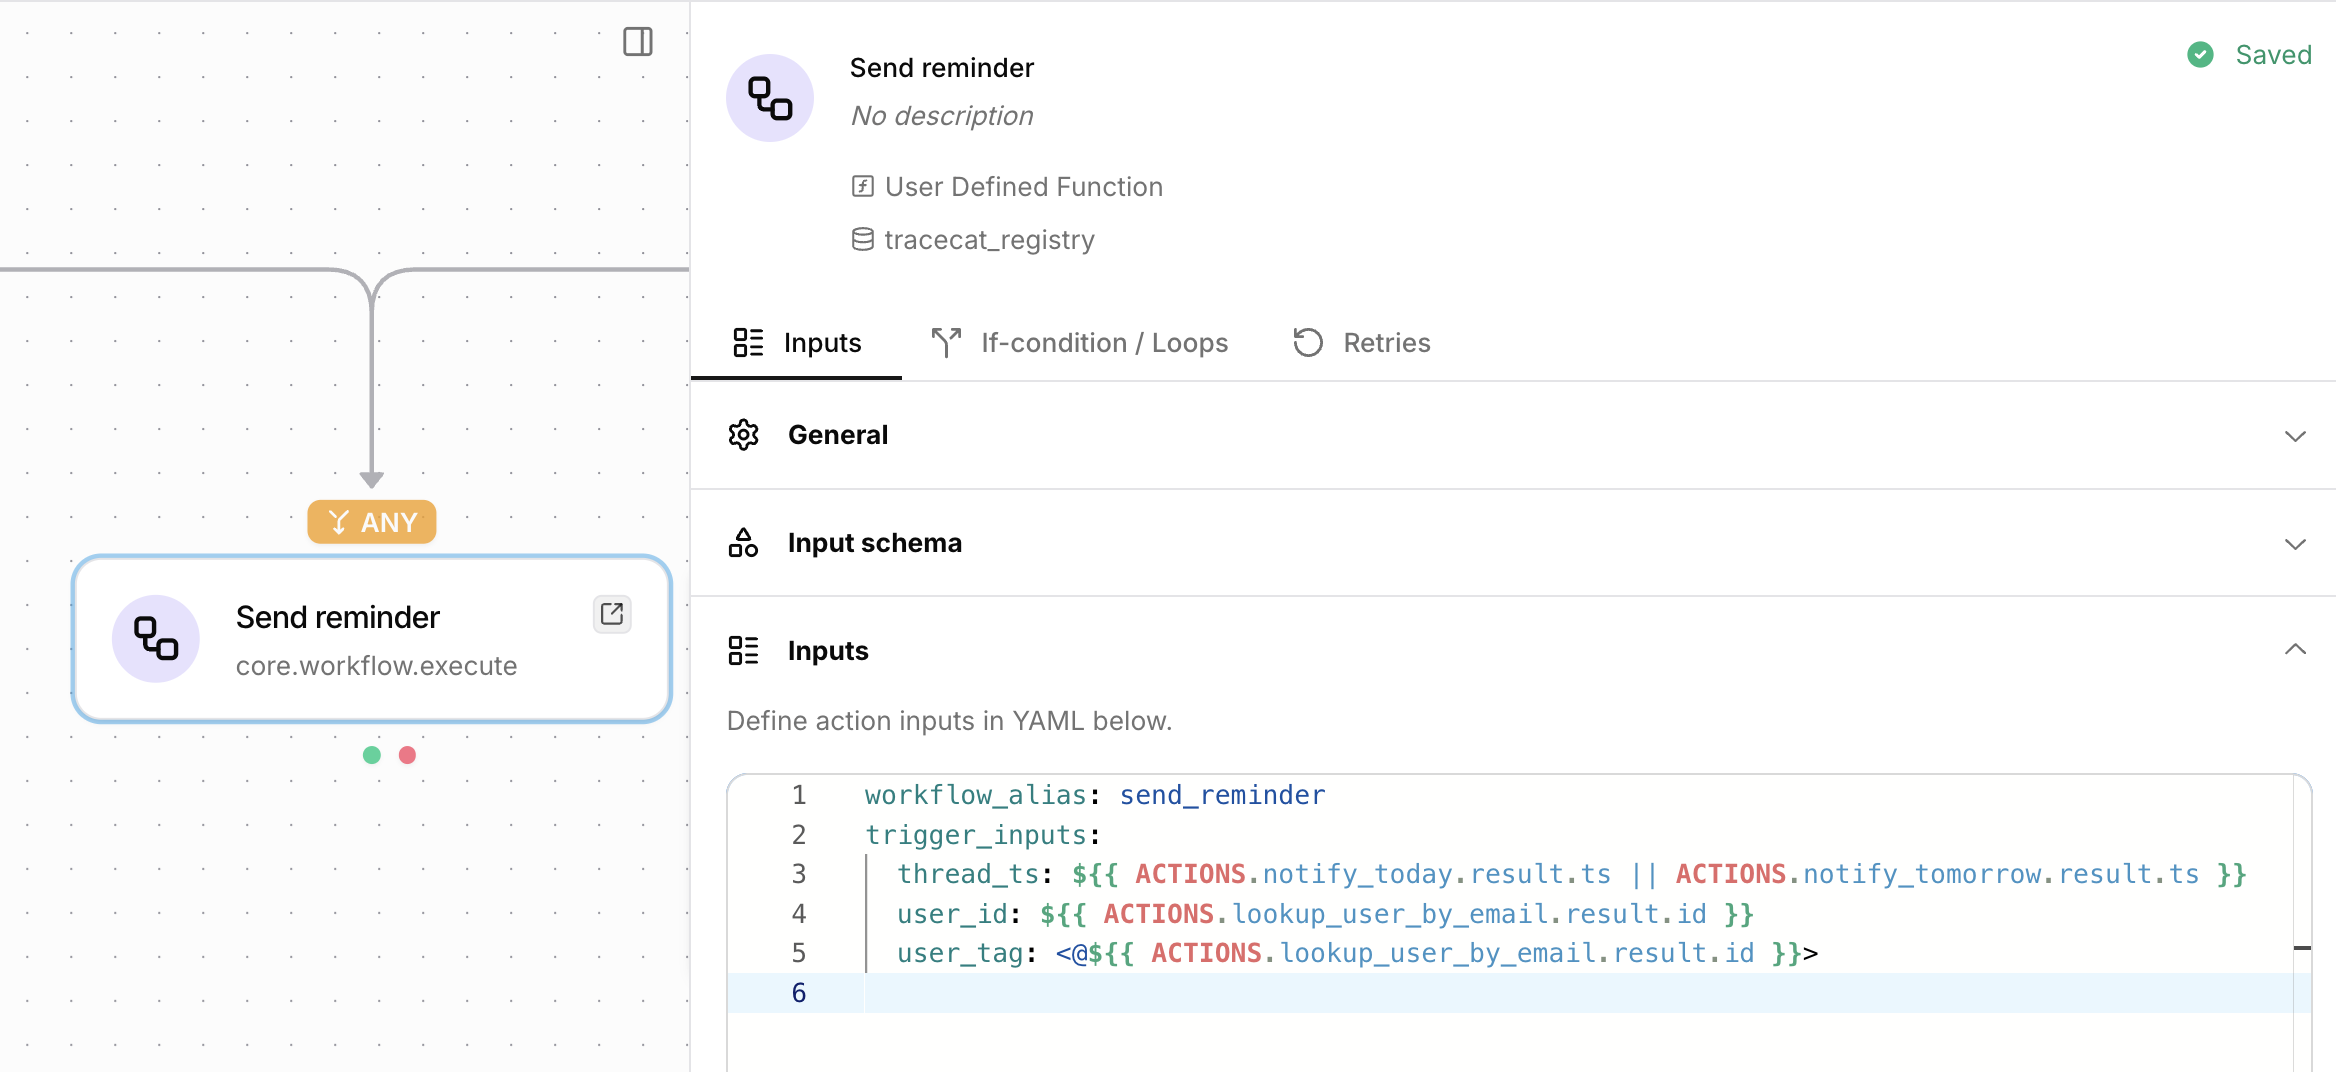 ANY
Send reminder
core.workflow.execute
Send reminder
Saved
No description
User Defined Function
tracecat_registry
Inputs
If-condition / Loops
Retries
General
Input schema
Inputs
Define action inputs in YAML below.
1 workflow_alias: send_reminder
2 trigger_inputs:
3 thread_ts: ${{ ACTIONS.notify_today.result.ts || ACTIONS.notify_tomorrow.result.ts }}
4 user_id: ${{ ACTIONS.lookup_user_by_email.result.id }}
5 user_tag: <@${{ ACTIONS.lookup_user_by_email.result.id }}>
6